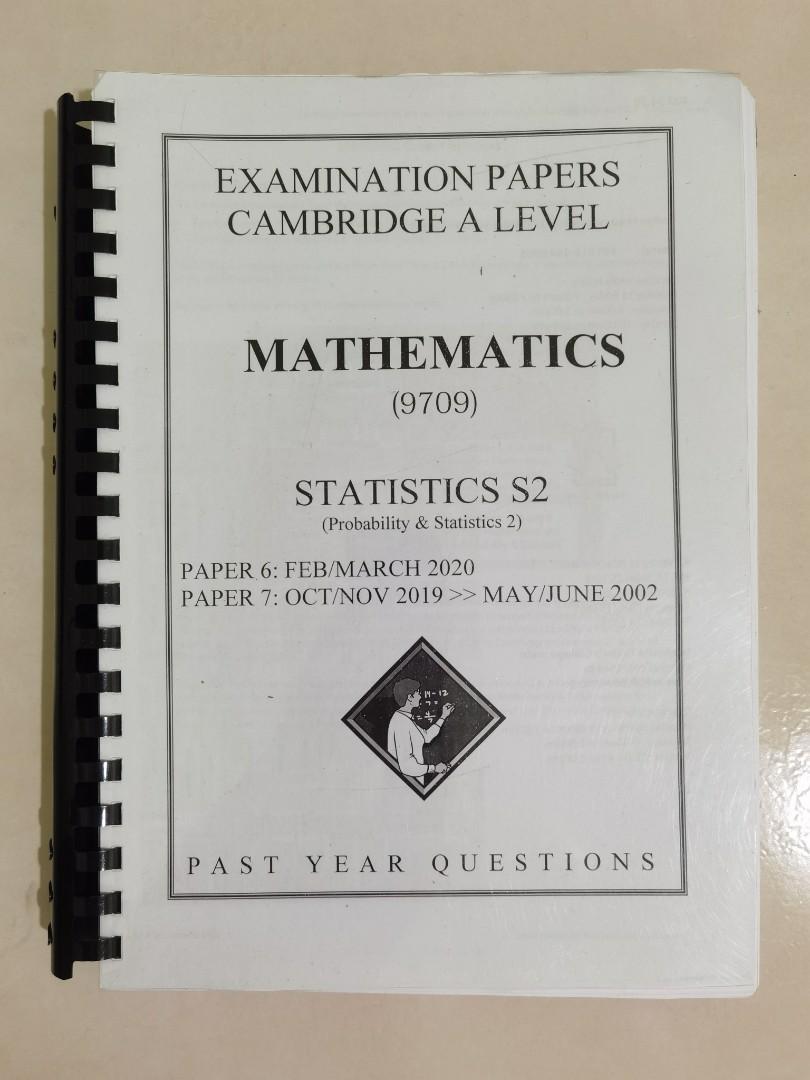 EXAMINATION PAPERS
CAMBRIDGE A LEVEL
MATHEMATICS
(9709)
STATISTICS S2
(Probability & Statistics 2)
PAPER 6: FEB/MARCH 2020
PAPER 7: OCT/NOV 2019 >> MAY/JUNE 2002
PAST YEAR QUESTIONS